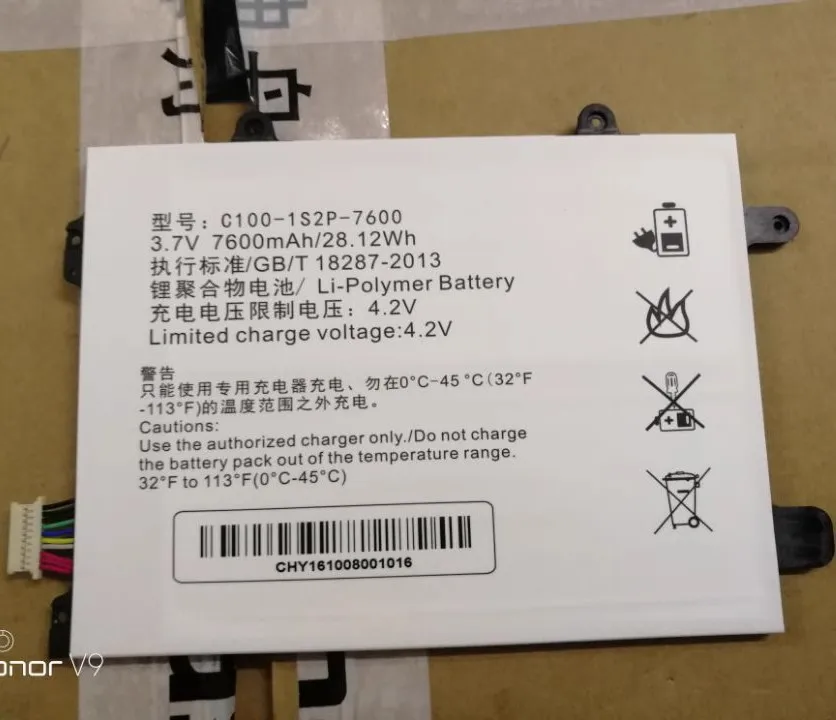 型号：C100-1S2P-7600
3.7V 7600mAh/28.12Wh
执行标准/GB/T 18287-2013
锂聚合物电池/ Li-Polymer Battery
充电电压限制电压：4.2V
Limited charge voltage:4.2V
警告
只能使用专用充电器充电、勿在0°C-45°C（32°F
-113°F)的温度范围之外充电。
Cautions:
Use the authorized charger only./Do not charge
the battery pack out of the temperature range.
32°F to 113°F(0°C-45°C)
CHY161008001016
onor V9